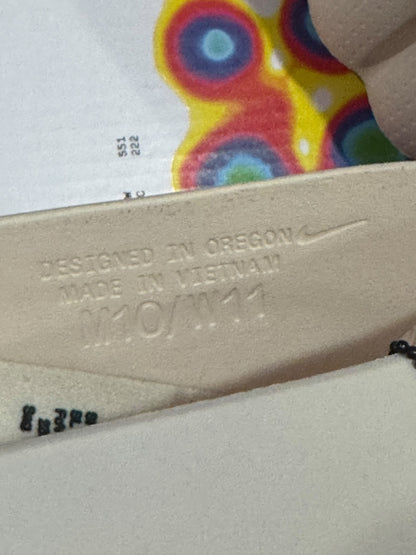 551
222
DESIGNED IN OREGON
MADE IN VIETNAM
M10/W11